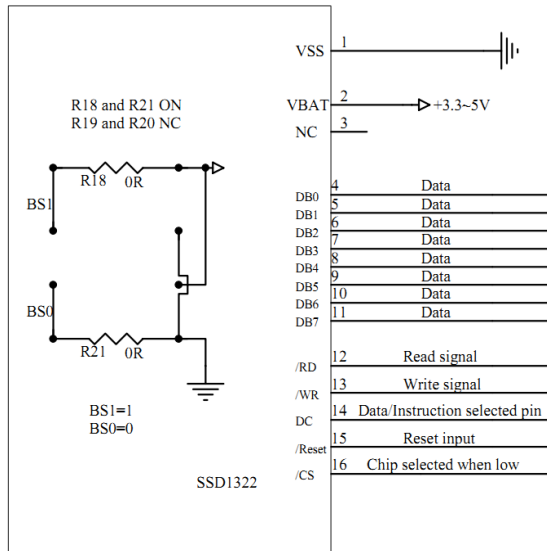 VSS 1
R18 and R21 ON
R19 and R20 NC
VBAT 2 +3.3~5V
NC 3
R18 0R
BS1
DB0 4 Data
DB1 5 Data
DB2 6 Data
DB3 7 Data
DB4 8 Data
DB5 9 Data
DB6 10 Data
DB7 11 Data
BS0
R21 0R
/RD 12 Read signal
/WR 13 Write signal
DC 14 Data/Instruction selected pin
/Reset 15 Reset input
/CS 16 Chip selected when low
BS1=1
BS0=0
SSD1322